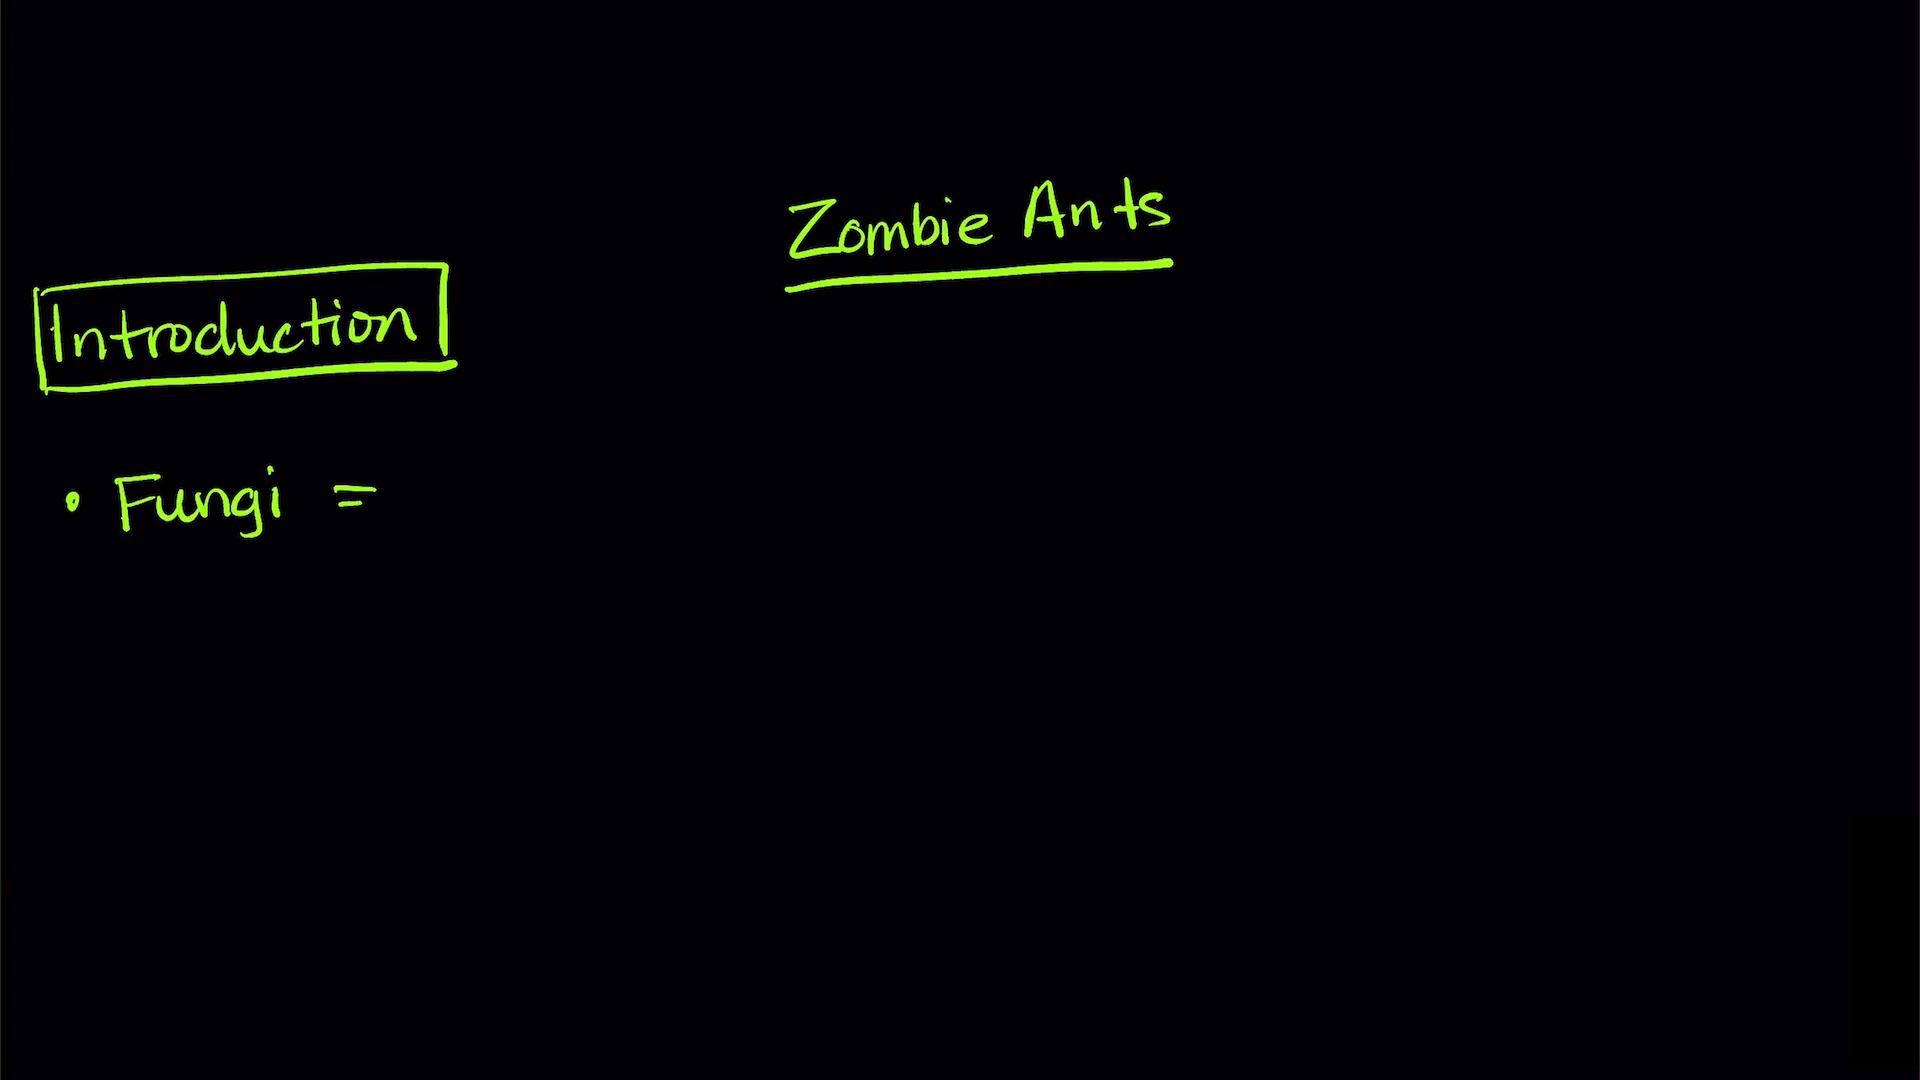 Zombie Ants
Introduction
• Fungi =